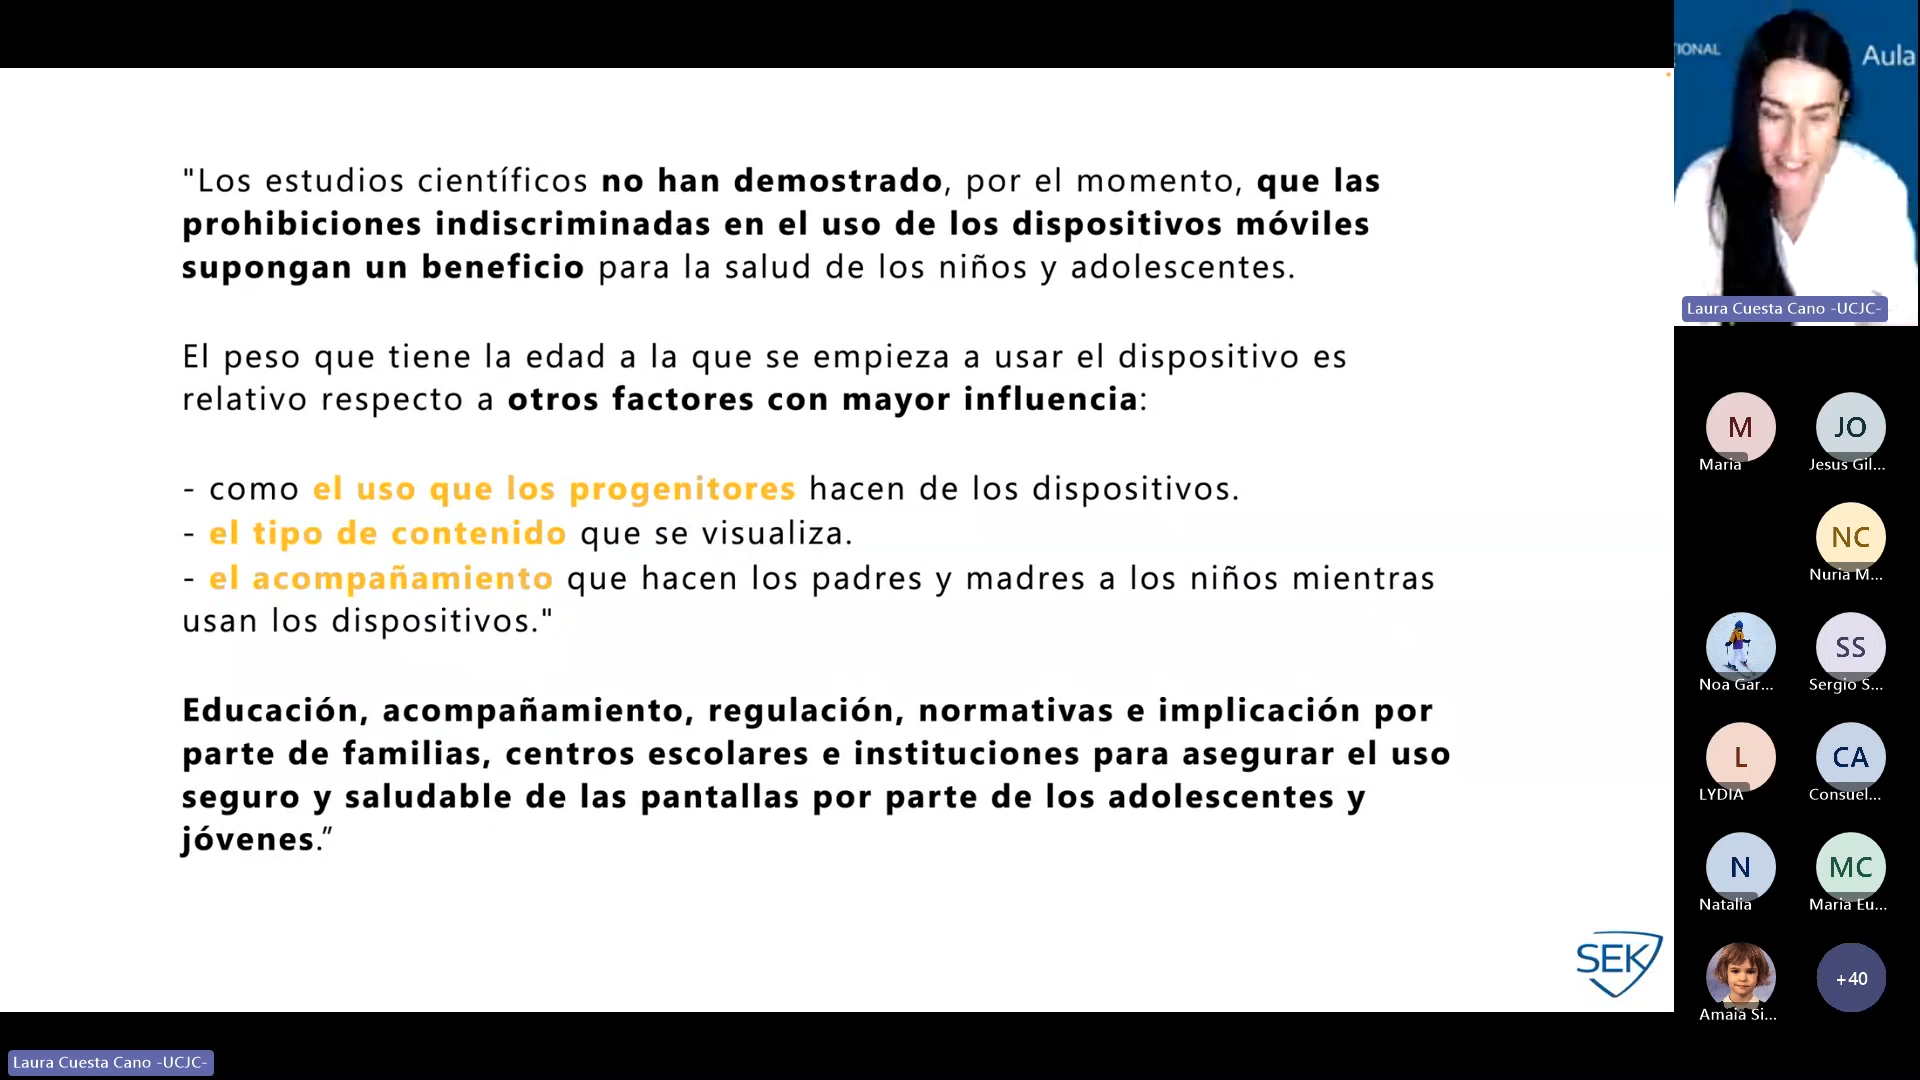 "Los estudios científicos no han demostrado, por el momento, que las
prohibiciones indiscriminadas en el uso de los dispositivos móviles
supongan un beneficio para la salud de los niños y adolescentes.
El peso que tiene la edad a la que se empieza a usar el dispositivo es
relativo respecto a otros factores con mayor influencia:
- como el uso que los progenitores hacen de los dispositivos.
- el tipo de contenido que se visualiza.
- el acompañamiento que hacen los padres y madres a los niños mientras
usan los dispositivos."
Educación, acompañamiento, regulación, normativas e implicación por
parte de familias, centros escolares e instituciones para asegurar el uso
seguro y saludable de las pantallas por parte de los adolescentes y
jóvenes.”
SEK
Laura Cuesta Cano -UCJC-
IONAL
Aula
Laura Cuesta Cano -UCJC-
M
Maria
JO
Jesus Gil...
NC
Nuria M...
Noa Gar...
SS
Sergio S...
L
LYDIA
CA
Consuel...
N
Natalia
MC
Maria Eu...
Amaia Si...
+40